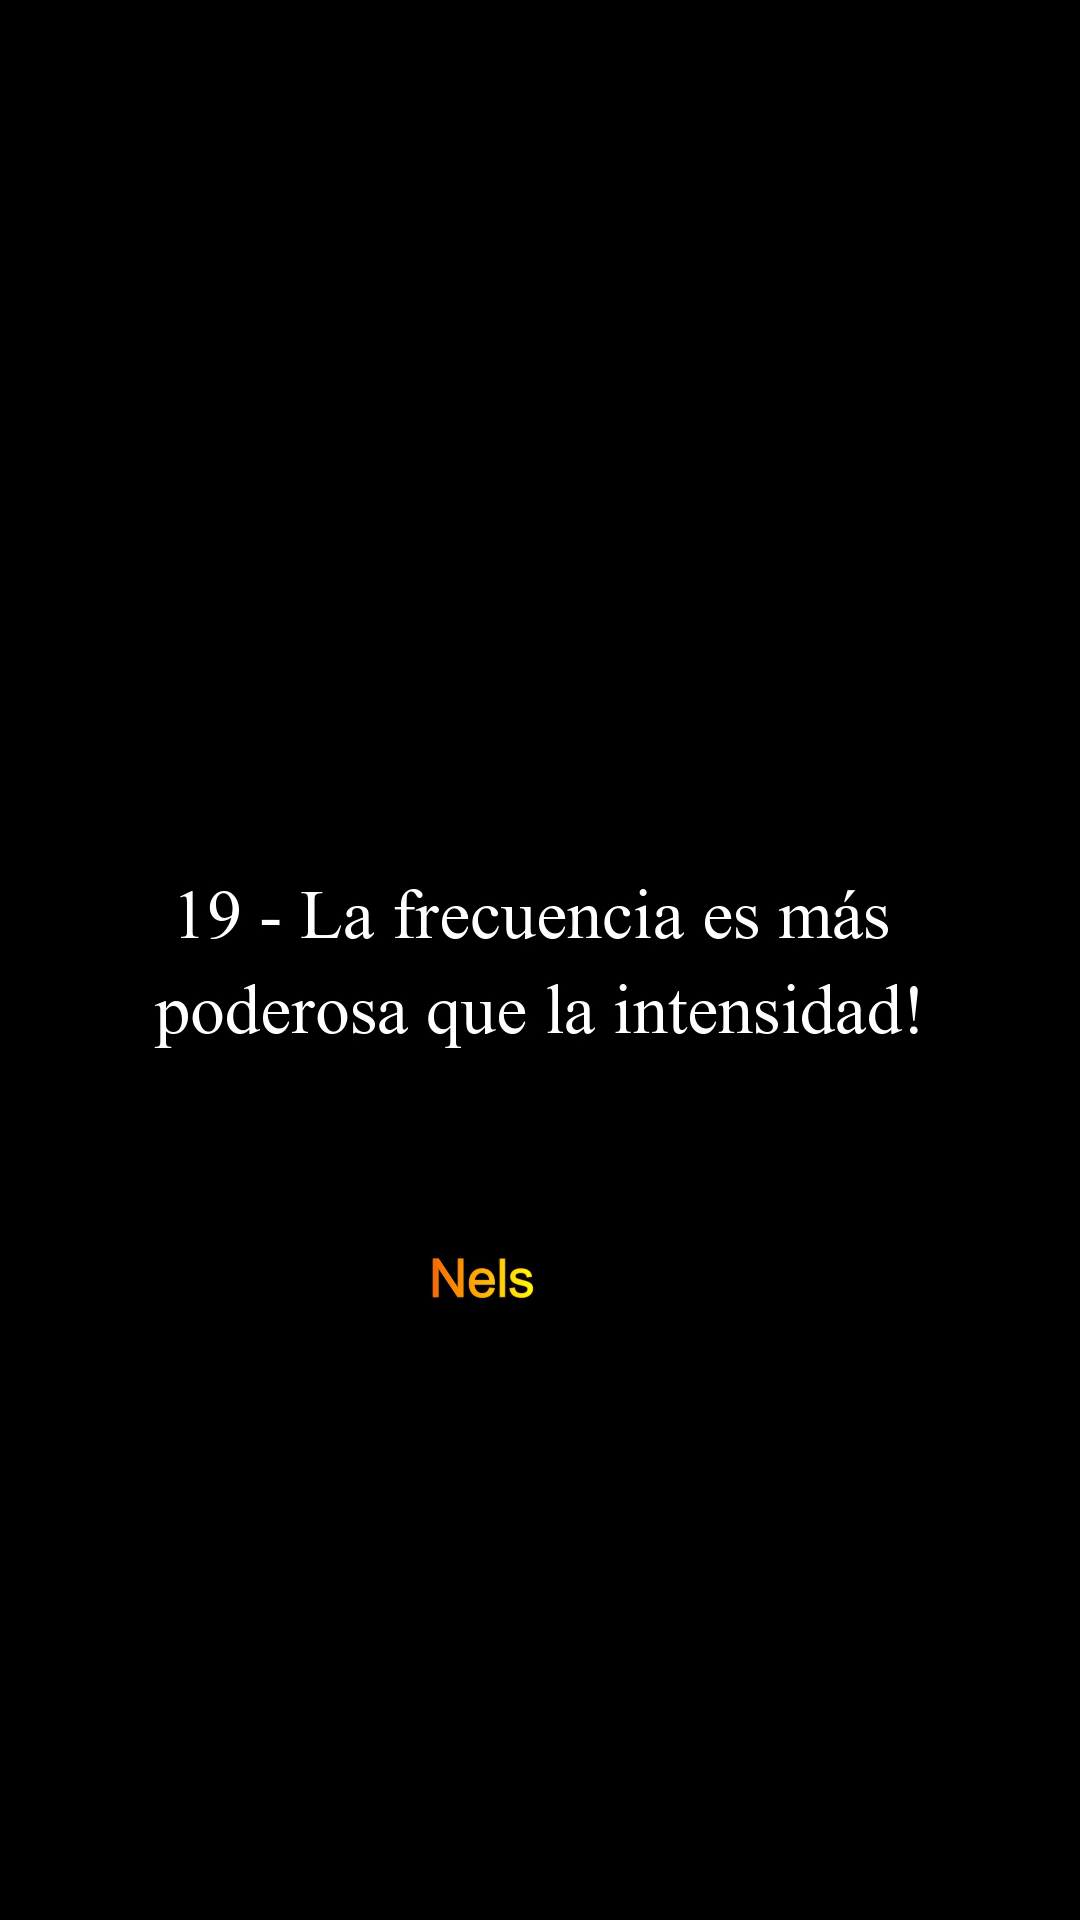 19 - La frecuencia es más
poderosa que la intensidad!
Nels